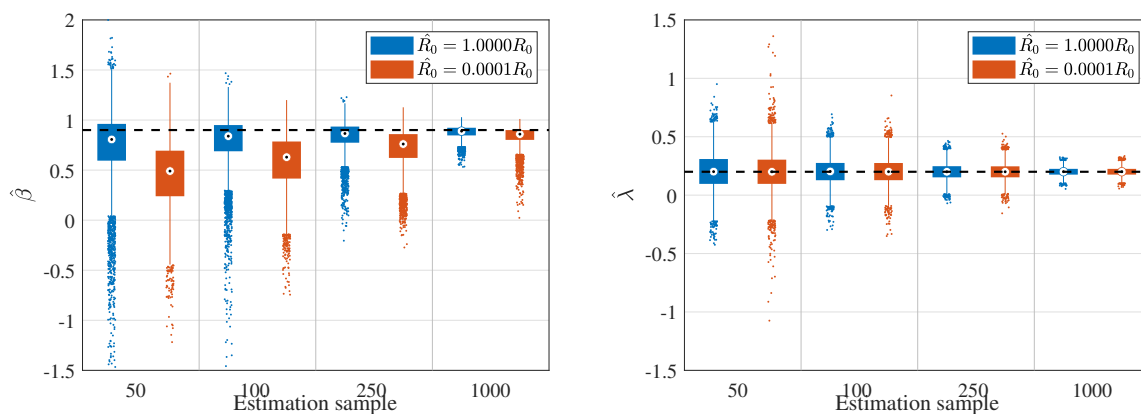 2
1.5
1
0.5
0
-0.5
-1
-1.5
β̂
50
100
250
1000
Estimation sample
R̂₀ = 1.0000R₀
R̂₀ = 0.0001R₀
1.5
1
0.5
0
-0.5
-1
-1.5
λ̂
50
100
250
1000
Estimation sample
R̂₀ = 1.0000R₀
R̂₀ = 0.0001R₀